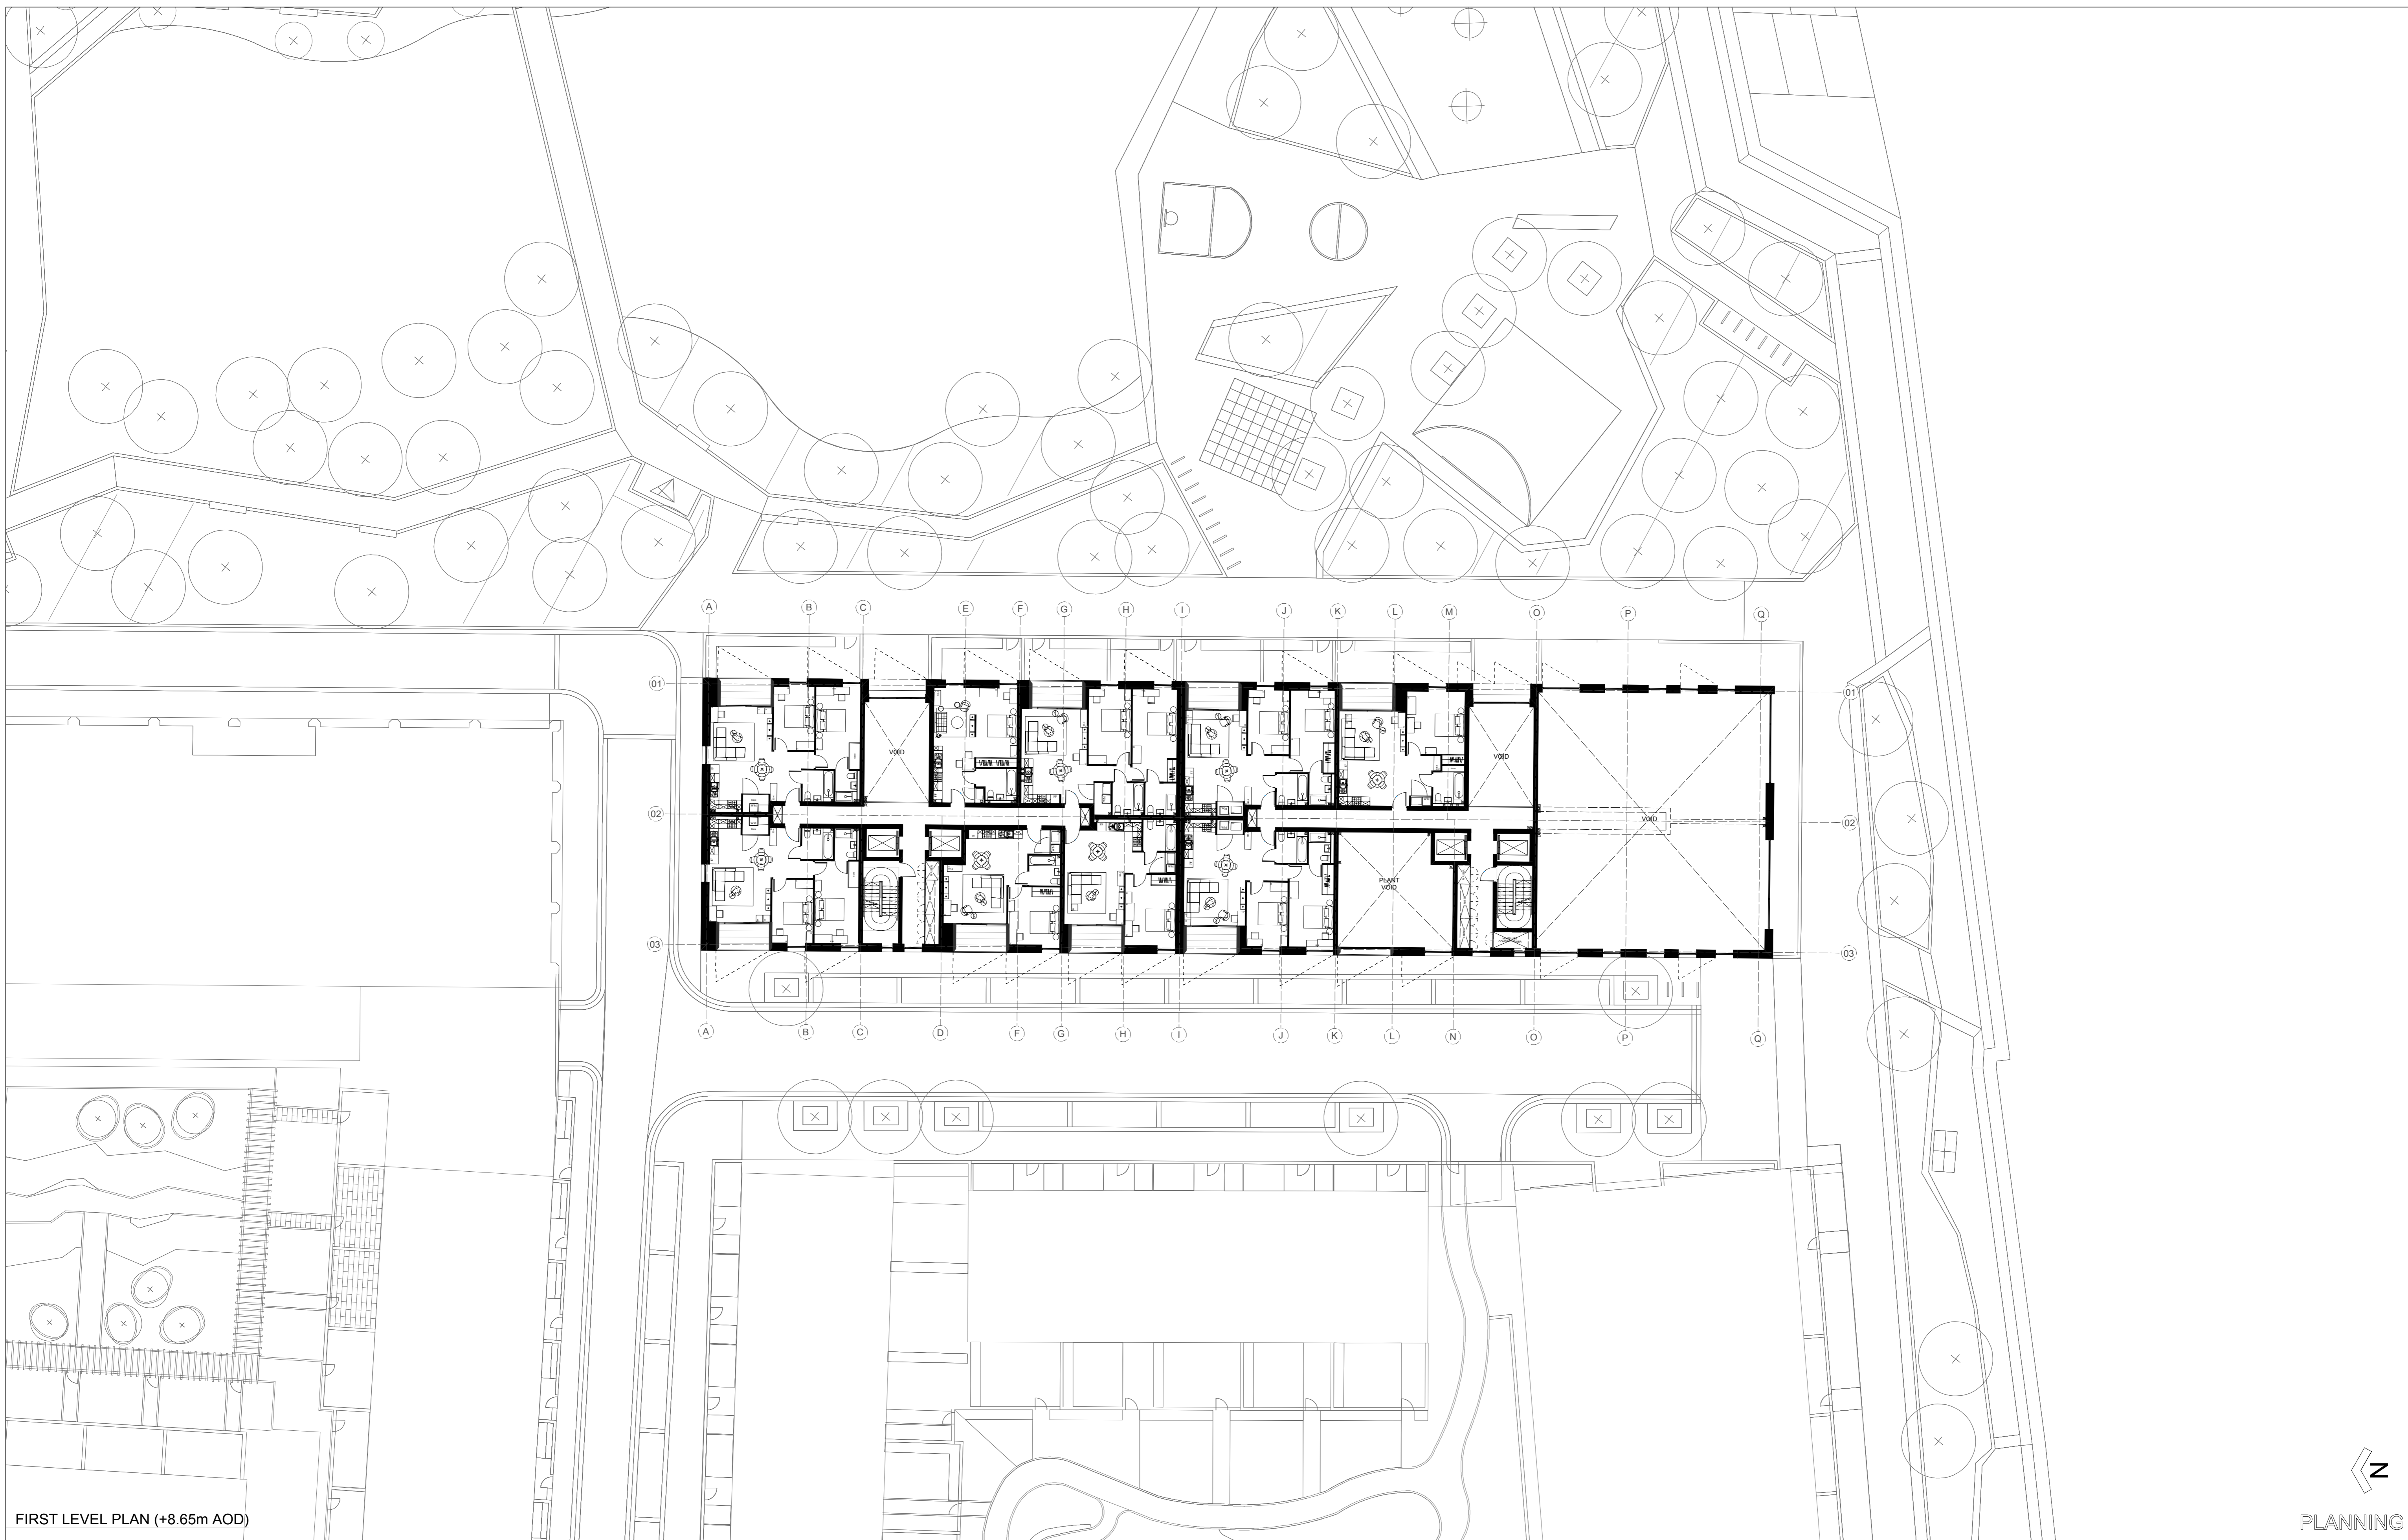 A B C E F G H I J K L M O P Q
01 01
VOID VOID
02 VOID 02
PLANT
VOID
03 03
A B C D F G H I J K L N O P Q
N
FIRST LEVEL PLAN (+8.65m AOD)
PLANNING